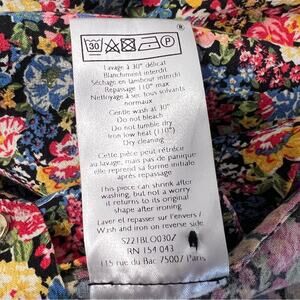 30 P
Lavage à 30° délicat
Blanchiment interdit
Séchage en tambour interdit
Repassage 110° max
Nettoyage à sec tous solvants
normaux
Gentle wash at 30°
Do not bleach
Do not tumble dry
Iron low heat (110°)
Dry cleaning
Cette pièce peut rétrécir
au lavage, mais pas de panique
elle reprend sa forme initiale
après repassage
This piece can shrink after
washing, but not a worry
it returns to its original
shape after ironing
Laver et repasser sur l'envers /
Wash and iron on reverse side
S221BLO0307
RN 154 043
115 rue du Bac 75007 Paris